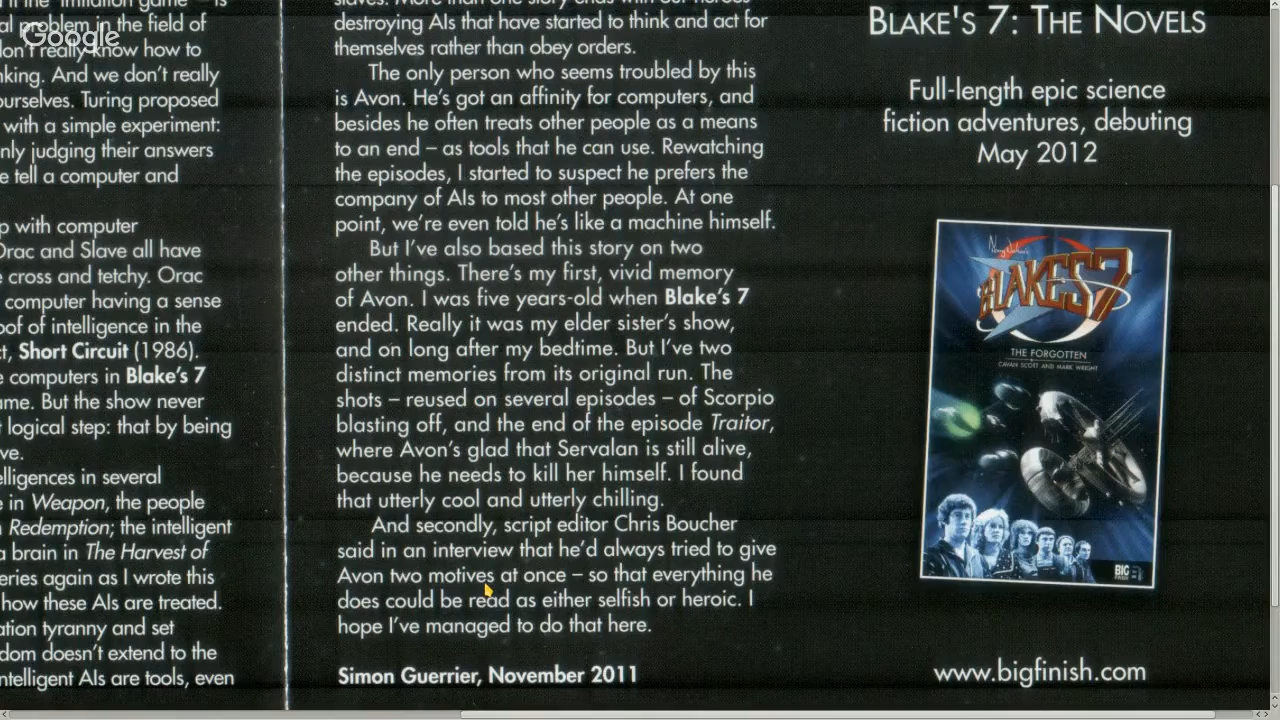 Google
if the 'imitation game' – is
al problem in the field of
don't really know how to
nking. And we don't really
ourselves. Turing proposed
with a simple experiment:
nly judging their answers
e tell a computer and
p with computer
Orac and Slave all have
e cross and tetchy. Orac
computer having a sense
oof of intelligence in the
t, Short Circuit (1986).
e computers in Blake's 7
ame. But the show never
t logical step: that by being
ve.
elligences in several
e in Weapon, the people
n Redemption; the intelligent
a brain in The Harvest of
eries again as I wrote this
how these AIs are treated.
ation tyranny and set
dom doesn't extend to the
ntelligent AIs are tools, even
slaves. More than one story ends with our heroes
destroying AIs that have started to think and act for
themselves rather than obey orders.
The only person who seems troubled by this
is Avon. He's got an affinity for computers, and
besides he often treats other people as a means
to an end – as tools that he can use. Rewatching
the episodes, I started to suspect he prefers the
company of AIs to most other people. At one
point, we're even told he's like a machine himself.
But I've also based this story on two
other things. There's my first, vivid memory
of Avon. I was five years-old when Blake's 7
ended. Really it was my elder sister's show,
and on long after my bedtime. But I've two
distinct memories from its original run. The
shots – reused on several episodes – of Scorpio
blasting off, and the end of the episode Traitor,
where Avon's glad that Servalan is still alive,
because he needs to kill her himself. I found
that utterly cool and utterly chilling.
And secondly, script editor Chris Boucher
said in an interview that he'd always tried to give
Avon two motives at once – so that everything he
does could be read as either selfish or heroic. I
hope I've managed to do that here.
Simon Guerrier, November 2011
BLAKE'S 7: THE NOVELS
Full-length epic science
fiction adventures, debuting
May 2012
Terry Nation's
BLAKE'S 7
THE FORGOTTEN
CAVAN SCOTT AND MARK WRIGHT
BIG
FINISH
www.bigfinish.com